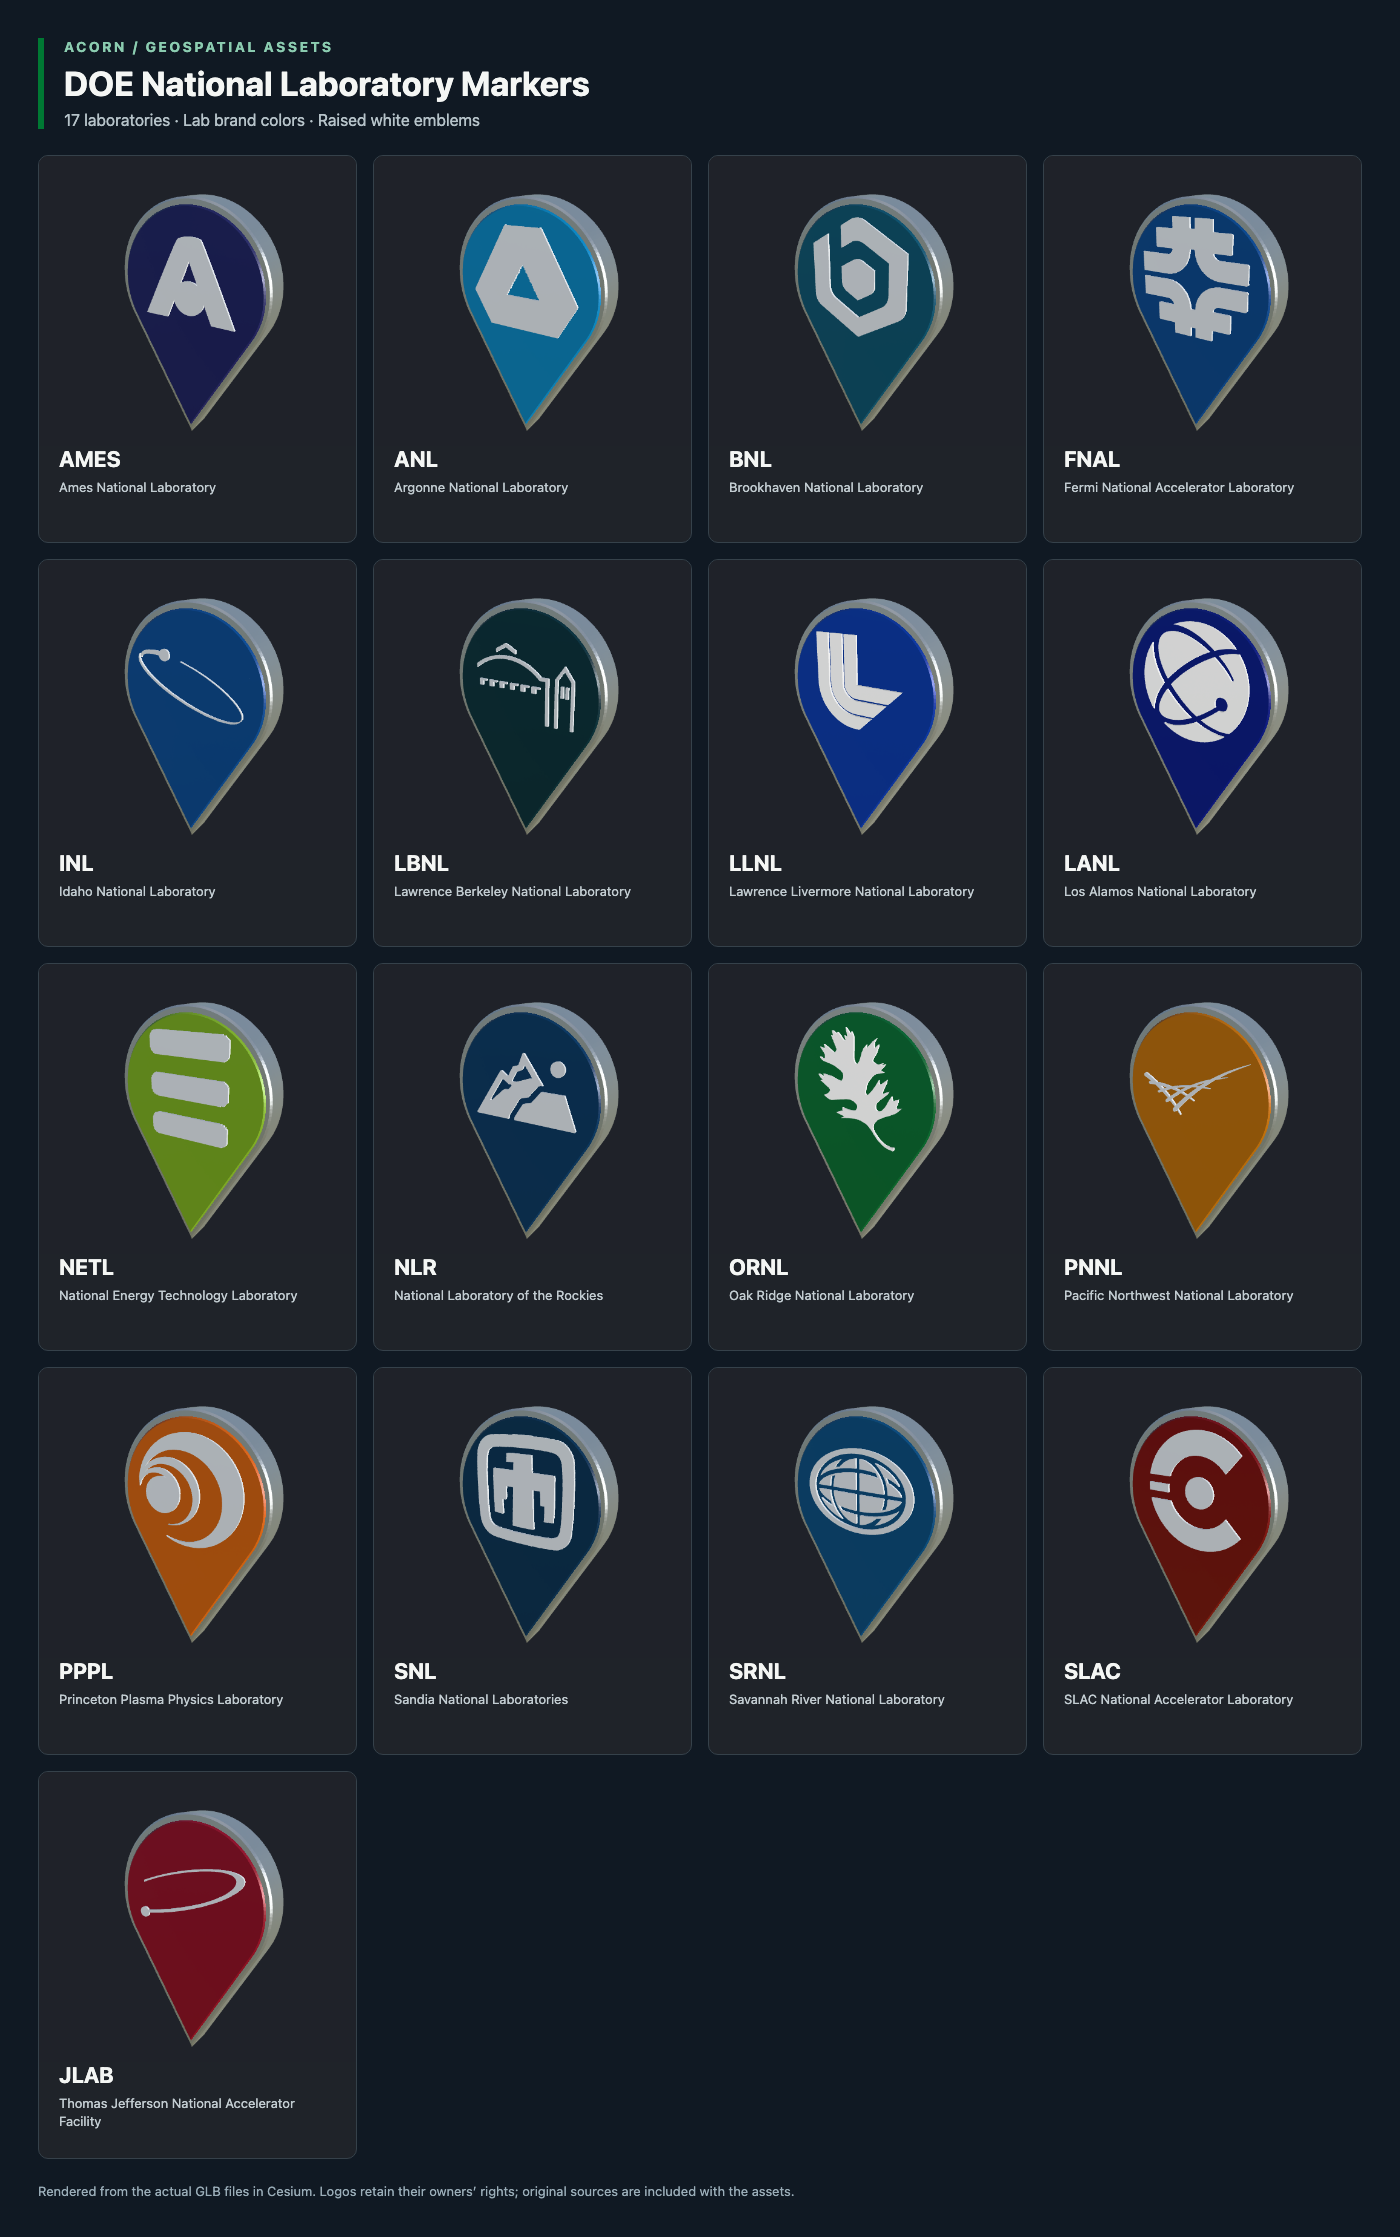 ACORN / GEOSPATIAL ASSETS
DOE National Laboratory Markers
17 laboratories · Lab brand colors · Raised white emblems
AMES
Ames National Laboratory
ANL
Argonne National Laboratory
BNL
Brookhaven National Laboratory
FNAL
Fermi National Accelerator Laboratory
INL
Idaho National Laboratory
LBNL
Lawrence Berkeley National Laboratory
LLNL
Lawrence Livermore National Laboratory
LANL
Los Alamos National Laboratory
NETL
National Energy Technology Laboratory
NLR
National Laboratory of the Rockies
ORNL
Oak Ridge National Laboratory
PNNL
Pacific Northwest National Laboratory
PPPL
Princeton Plasma Physics Laboratory
SNL
Sandia National Laboratories
SRNL
Savannah River National Laboratory
SLAC
SLAC National Accelerator Laboratory
JLAB
Thomas Jefferson National Accelerator
Facility
Rendered from the actual GLB files in Cesium. Logos retain their owners’ rights; original sources are included with the assets.